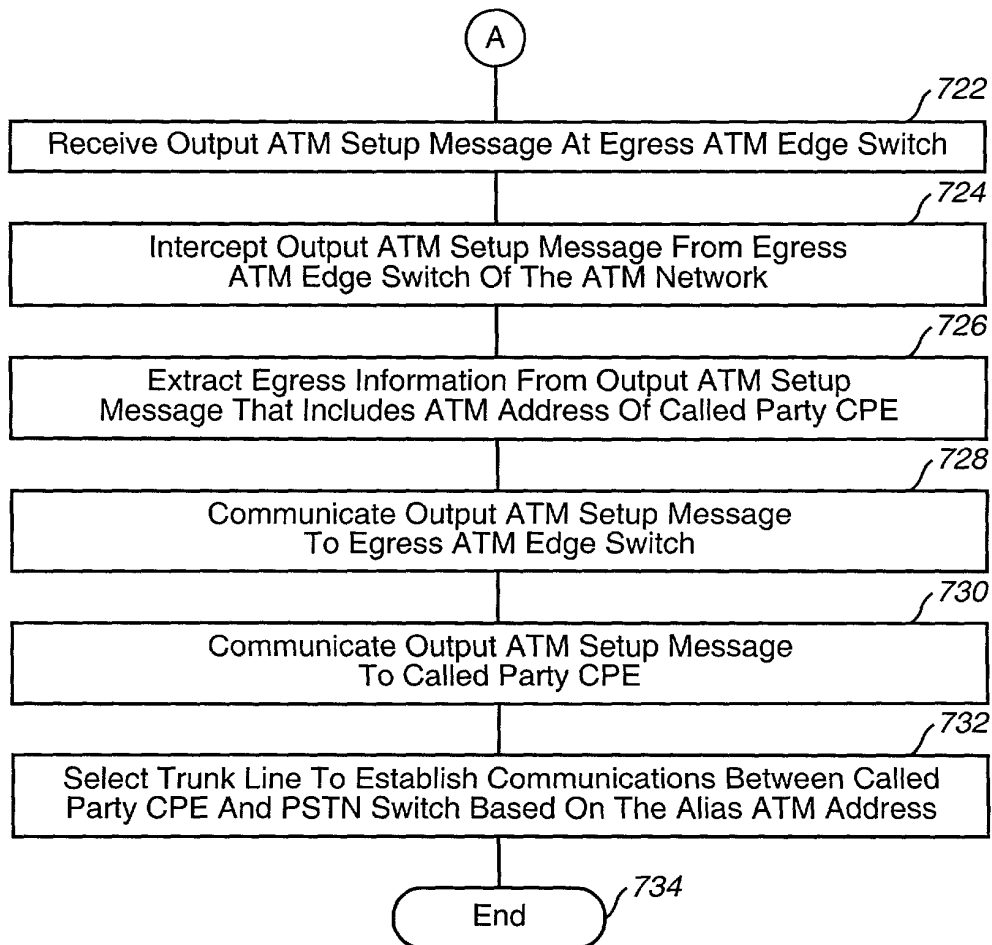 A
722
Receive Output ATM Setup Message At Egress ATM Edge Switch
724
Intercept Output ATM Setup Message From Egress
ATM Edge Switch Of The ATM Network
726
Extract Egress Information From Output ATM Setup
Message That Includes ATM Address Of Called Party CPE
728
Communicate Output ATM Setup Message
To Egress ATM Edge Switch
730
Communicate Output ATM Setup Message
To Called Party CPE
732
Select Trunk Line To Establish Communications Between Called
Party CPE And PSTN Switch Based On The Alias ATM Address
734
End